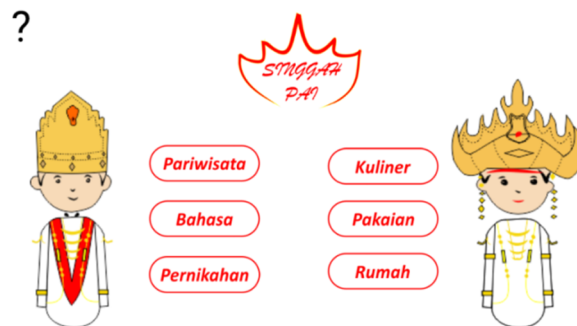 ?
SINGGAH
PAI
Pariwisata
Kuliner
Bahasa
Pakaian
Pernikahan
Rumah